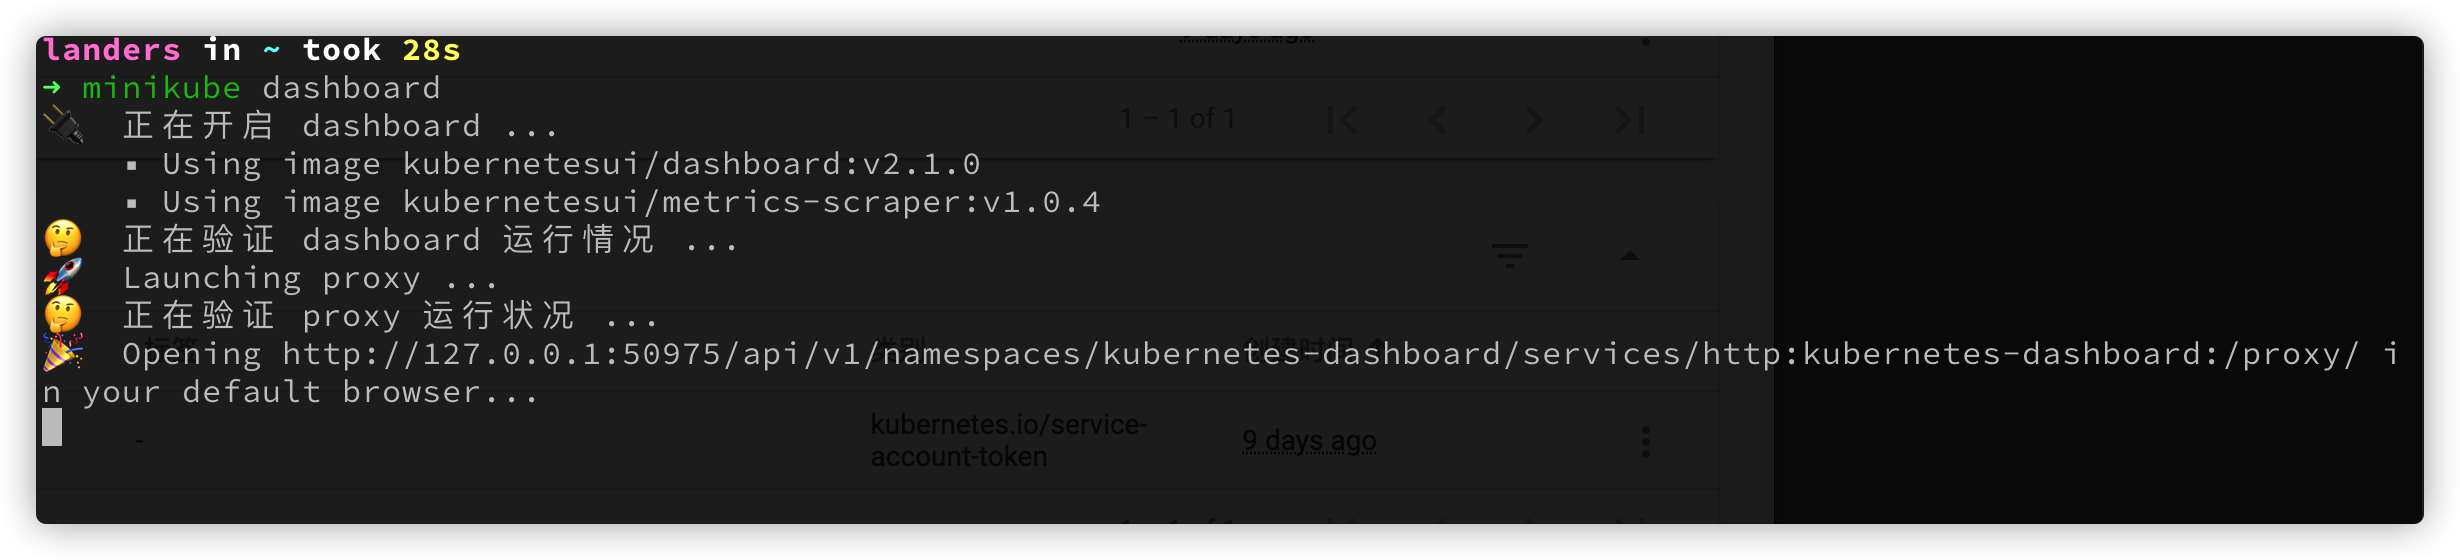 landers in ~ took 28s
➜ minikube dashboard
🔌 正在开启 dashboard ...
▪ Using image kubernetesui/dashboard:v2.1.0
▪ Using image kubernetesui/metrics-scraper:v1.0.4
🤔 正在验证 dashboard 运行情况 ...
🚀 Launching proxy ...
🤔 正在验证 proxy 运行状况 ...
🎉 Opening http://127.0.0.1:50975/api/v1/namespaces/kubernetes-dashboard/services/http:kubernetes-dashboard:/proxy/ i
n your default browser...
1 – 1 of 1
-
kubernetes.io/service-
account-token
9 days ago